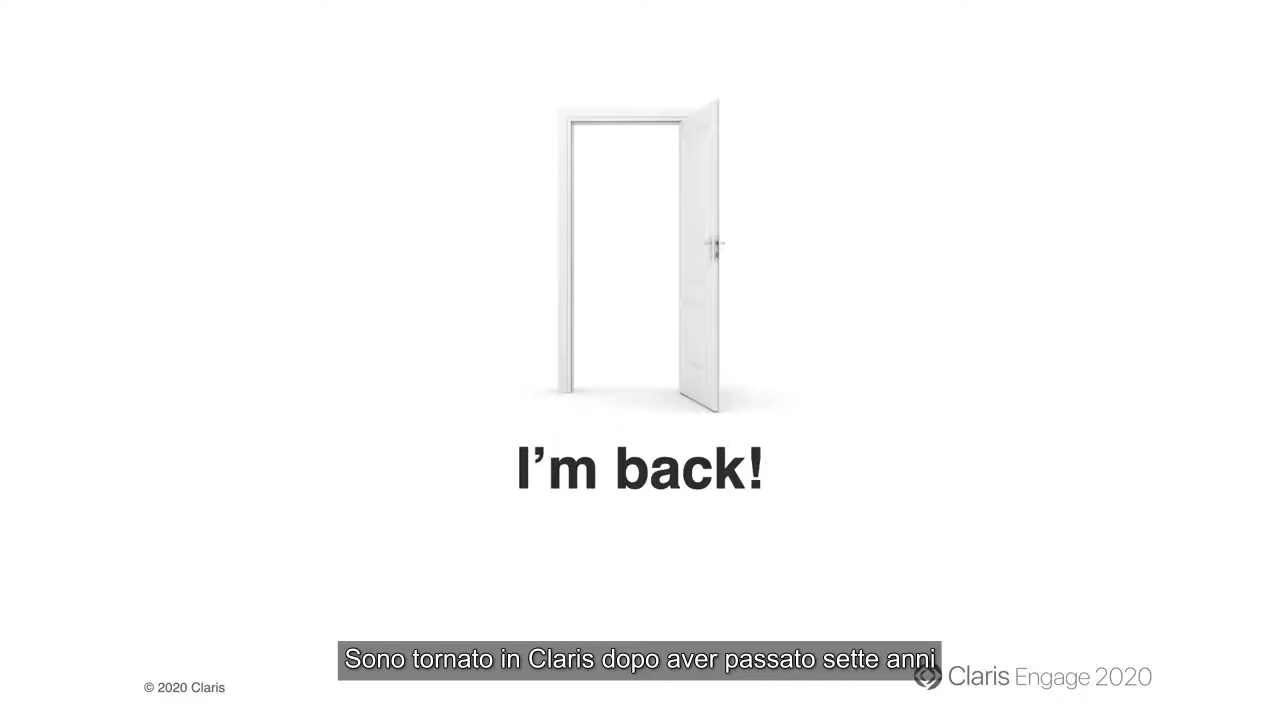 I’m back!
Sono tornato in Claris dopo aver passato sette anni
© 2020 Claris
Claris Engage 2020